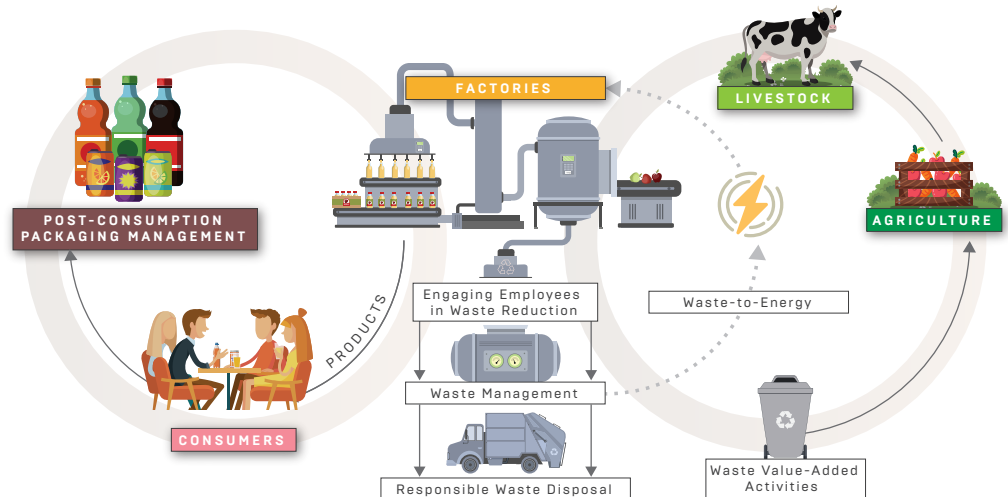 FACTORIES
LIVESTOCK
POST-CONSUMPTION
PACKAGING MANAGEMENT
AGRICULTURE
PRODUCTS
Engaging Employees
in Waste Reduction
Waste-to-Energy
Waste Management
CONSUMERS
Waste Value-Added
Activities
Responsible Waste Disposal